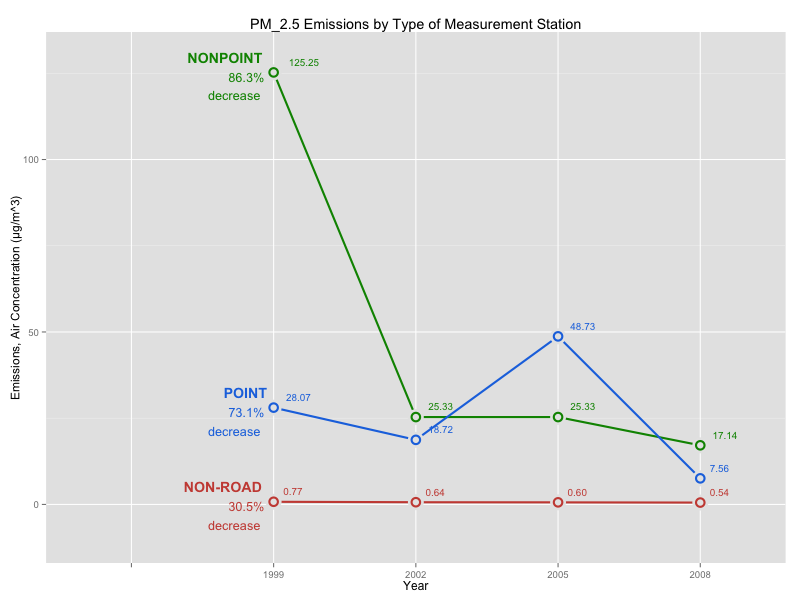 PM_2.5 Emissions by Type of Measurement Station
NONPOINT
125.25
86.3%
decrease
100
Emissions, Air Concentration (µg/m^3)
50
48.73
POINT
28.07
73.1%
decrease
25.33
18.72
25.33
17.14
7.56
NON-ROAD
0.77
0.64
0.60
0.54
30.5%
decrease
0
1999
2002
2005
2008
Year